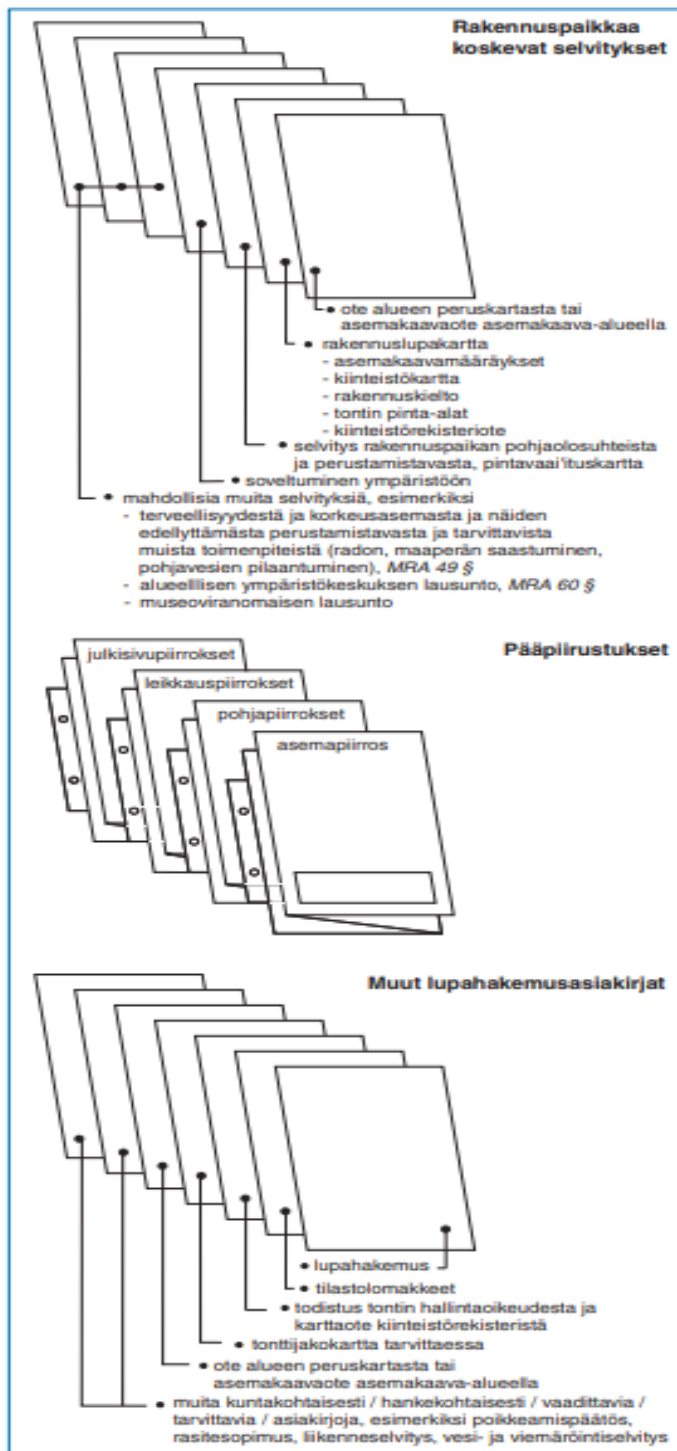 Rakennuspaikkaa
koskevat selvitykset
• ote alueen peruskartasta tai
asemakaavaote asemakaava-alueella
• rakennuslupakartta
- asemakaavamääräykset
- kiinteistökartta
- rakennuskielto
- tontin pinta-alat
- kiinteistörekisteriote
• selvitys rakennuspaikan pohjaolosuhteista
ja perustamistavasta, pintavaai'ituskartta
• soveltuminen ympäristöön
• mahdollisia muita selvityksiä, esimerkiksi
- terveellisyydestä ja korkeusasemasta ja näiden
edellyttämästä perustamistavasta ja tarvittavista
muista toimenpiteistä (radon, maaperän saastuminen,
pohjavesien pilaantuminen), MRA 49 §
- alueelllisen ympäristökeskuksen lausunto, MRA 60 §
- museoviranomaisen lausunto
Pääpiirustukset
julkisivupiirrokset
leikkauspiirrokset
pohjapiirrokset
asemapiirros
Muut lupahakemusasiakirjat
• lupahakemus
• tilastolomakkeet
• todistus tontin hallintaoikeudesta ja
karttaote kiinteistörekisteristä
• tonttijakokartta tarvittaessa
• ote alueen peruskartasta tai
asemakaavaote asemakaava-alueella
• muita kuntakohtaisesti / hankekohtaisesti / vaadittavia /
tarvittavia / asiakirjoja, esimerkiksi poikkeamispäätös,
rasitesopimus, liikenneselvitys, vesi- ja viemäröintiselvitys